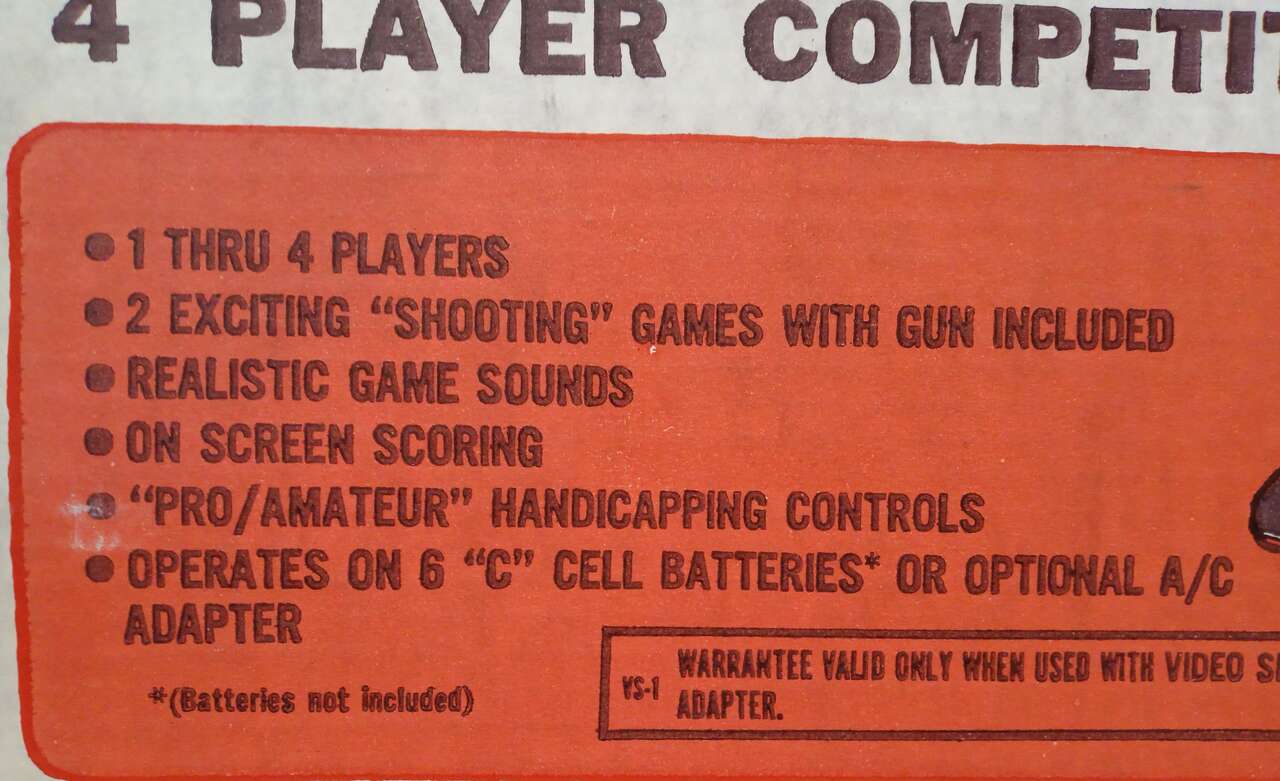 4 PLAYER
● 1 THRU 4 PLAYERS
● 2 EXCITING “SHOOTING” GAMES WITH GUN INCLUDED
● REALISTIC GAME SOUNDS
● ON SCREEN SCORING
● “PRO/AMATEUR” HANDICAPPING CONTROLS
● OPERATES ON 6 “C” CELL BATTERIES* OR OPTIONAL A/C
ADAPTER
*(Batteries not included)
VS-1
WARRANTEE VALID ONLY WHEN USED WITH VIDEO
ADAPTER.